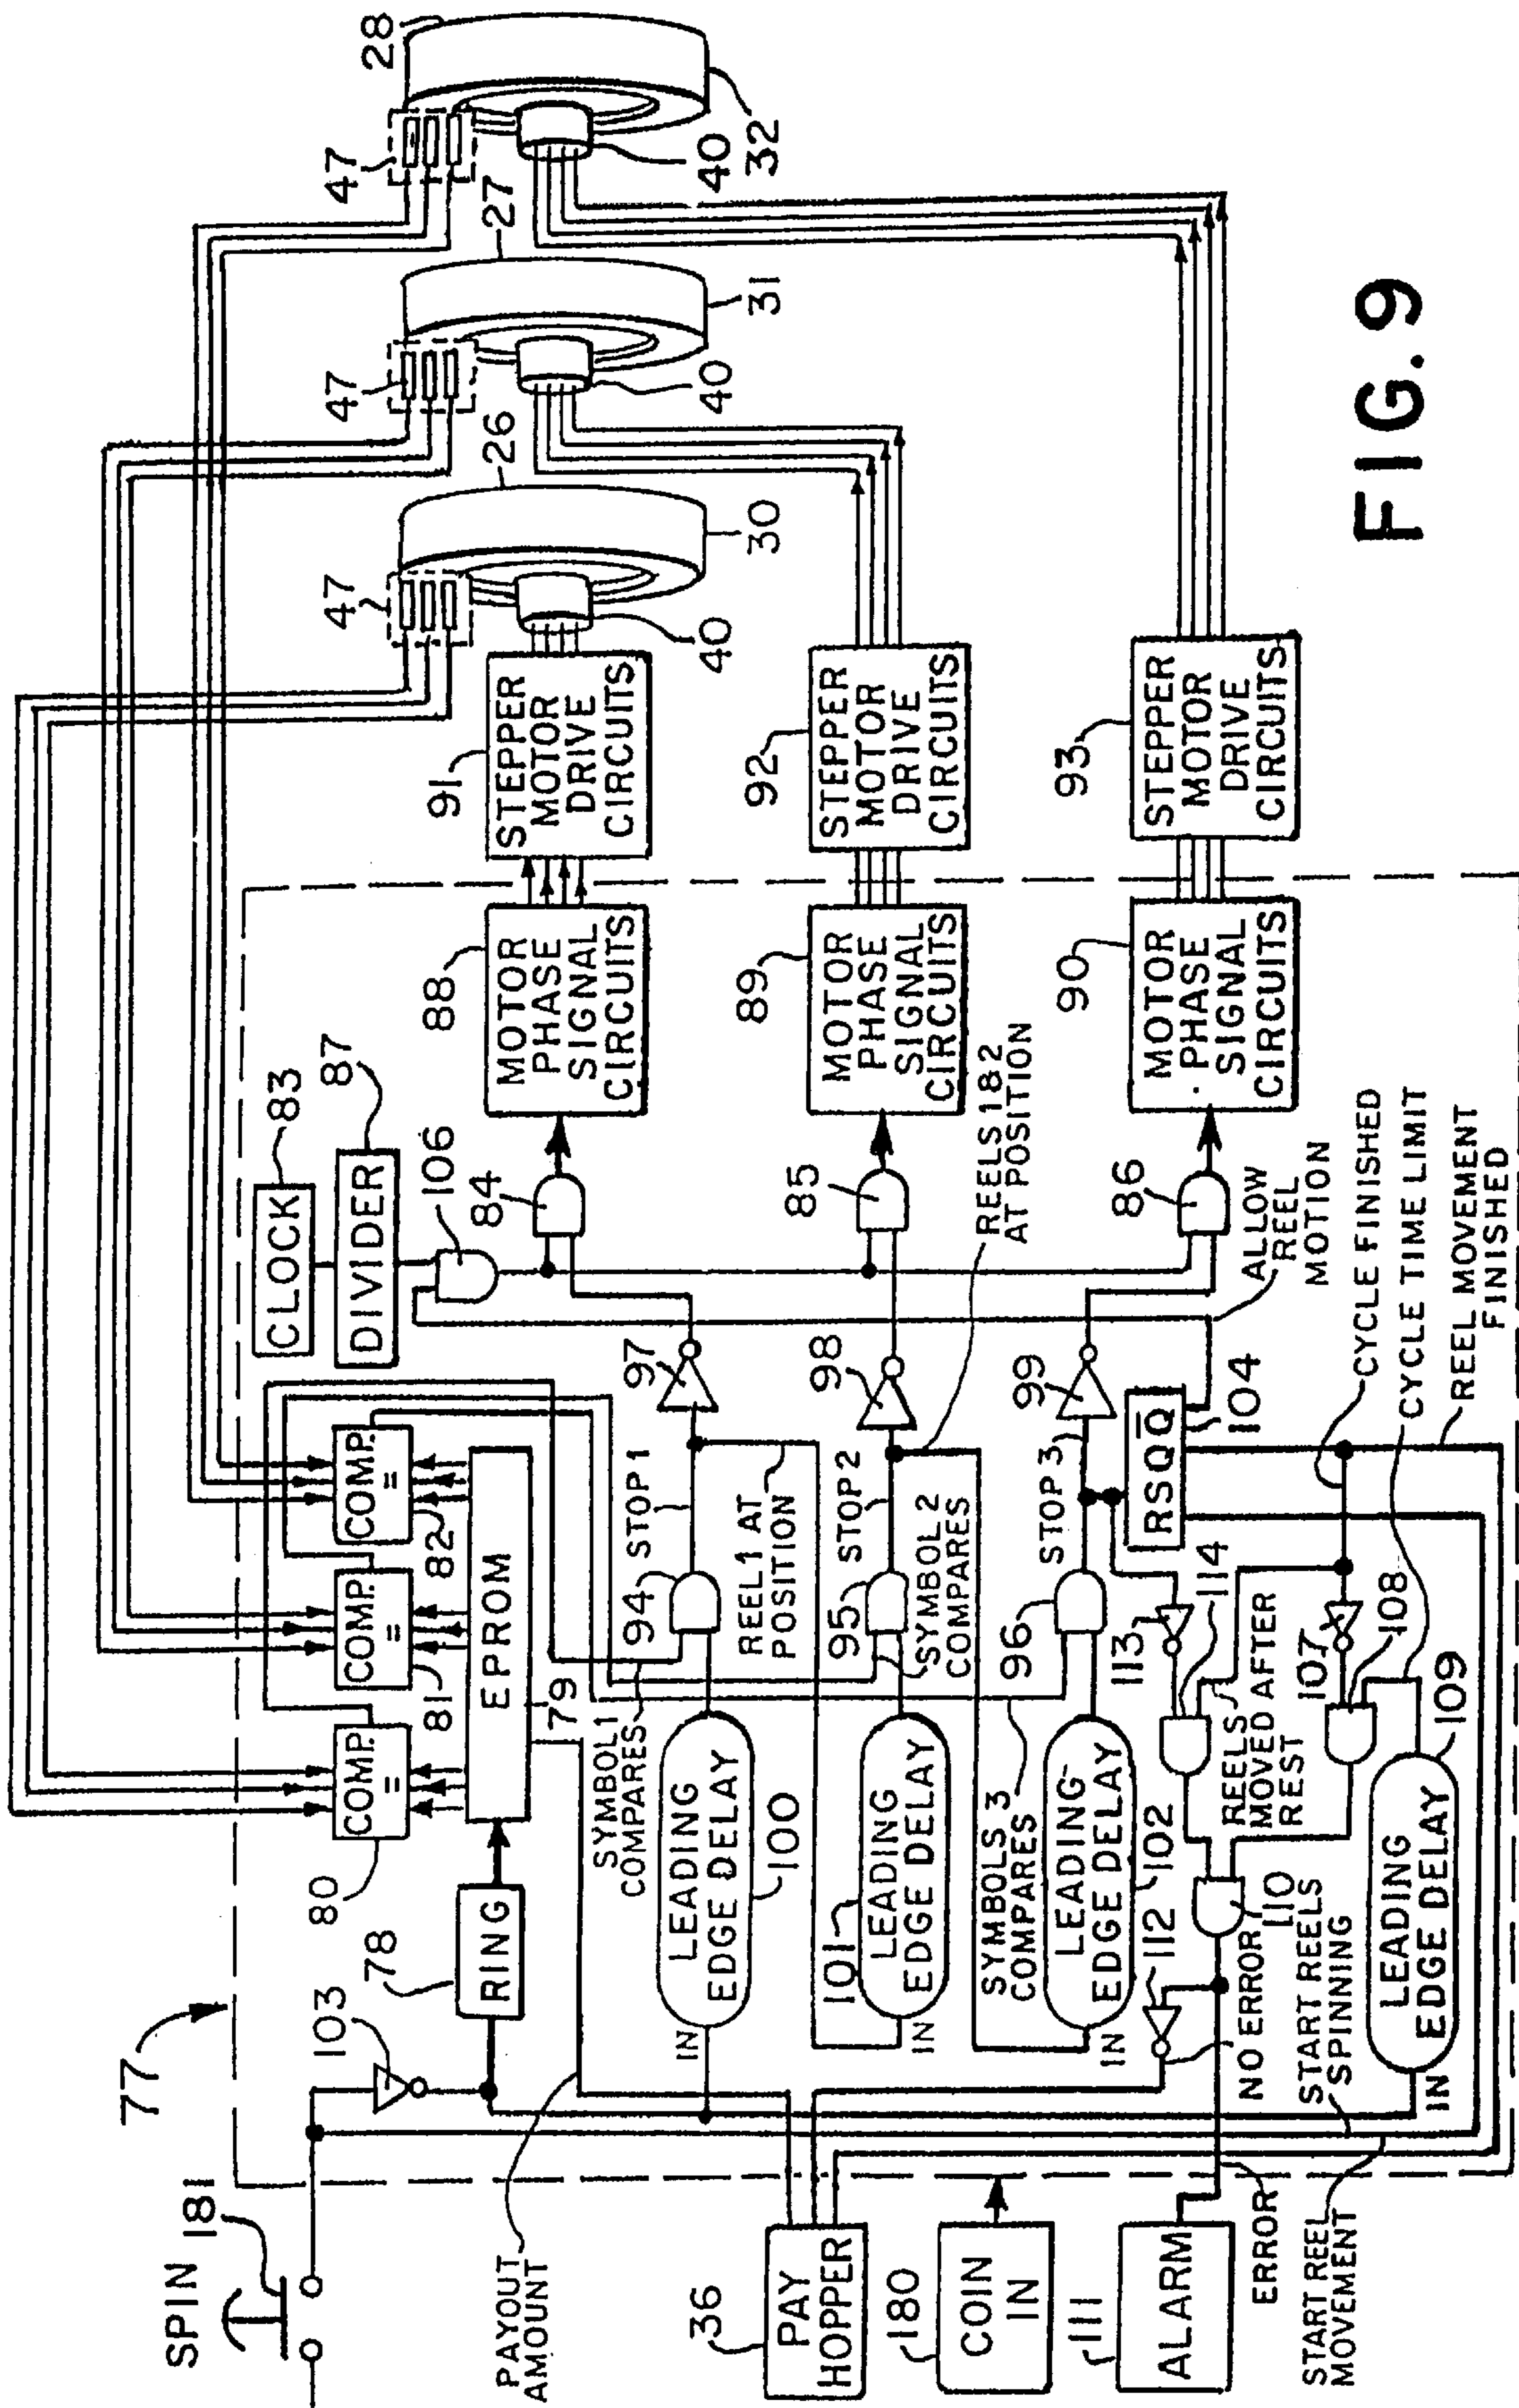 SPIN
181
77
103
78
RING
80
COMP.
=
81
COMP.
=
82
COMP.
=
EPROM
79
CLOCK
83
DIVIDER
87
106
47
47
47
26
27
28
30
31
32
40
40
40
PAYOUT
AMOUNT
SYMBOL 1
COMPARES
LEADING
EDGE DELAY
IN
100
94
STOP 1
REEL 1 AT
POSITION
97
84
88
MOTOR
PHASE
SIGNAL
CIRCUITS
91
STEPPER
MOTOR
DRIVE
CIRCUITS
101
LEADING
EDGE DELAY
IN
95
STOP 2
SYMBOL 2
COMPARES
98
85
REELS 1&2
AT POSITION
89
MOTOR
PHASE
SIGNAL
CIRCUITS
92
STEPPER
MOTOR
DRIVE
CIRCUITS
SYMBOLS 3
COMPARES
LEADING
EDGE DELAY
IN
102
96
STOP 3
99
86
ALLOW
REEL
MOTION
90
MOTOR
PHASE
SIGNAL
CIRCUITS
93
STEPPER
MOTOR
DRIVE
CIRCUITS
RSQQ̅
104
113
114
112
110
REELS
MOVED AFTER
REST
107
108
109
LEADING
EDGE DELAY
IN
NO ERROR
START REELS
SPINNING
CYCLE FINISHED
CYCLE TIME LIMIT
REEL MOVEMENT
FINISHED
36
PAY
HOPPER
180
COIN
IN
111
ALARM
ERROR
START REEL
MOVEMENT
FIG. 9